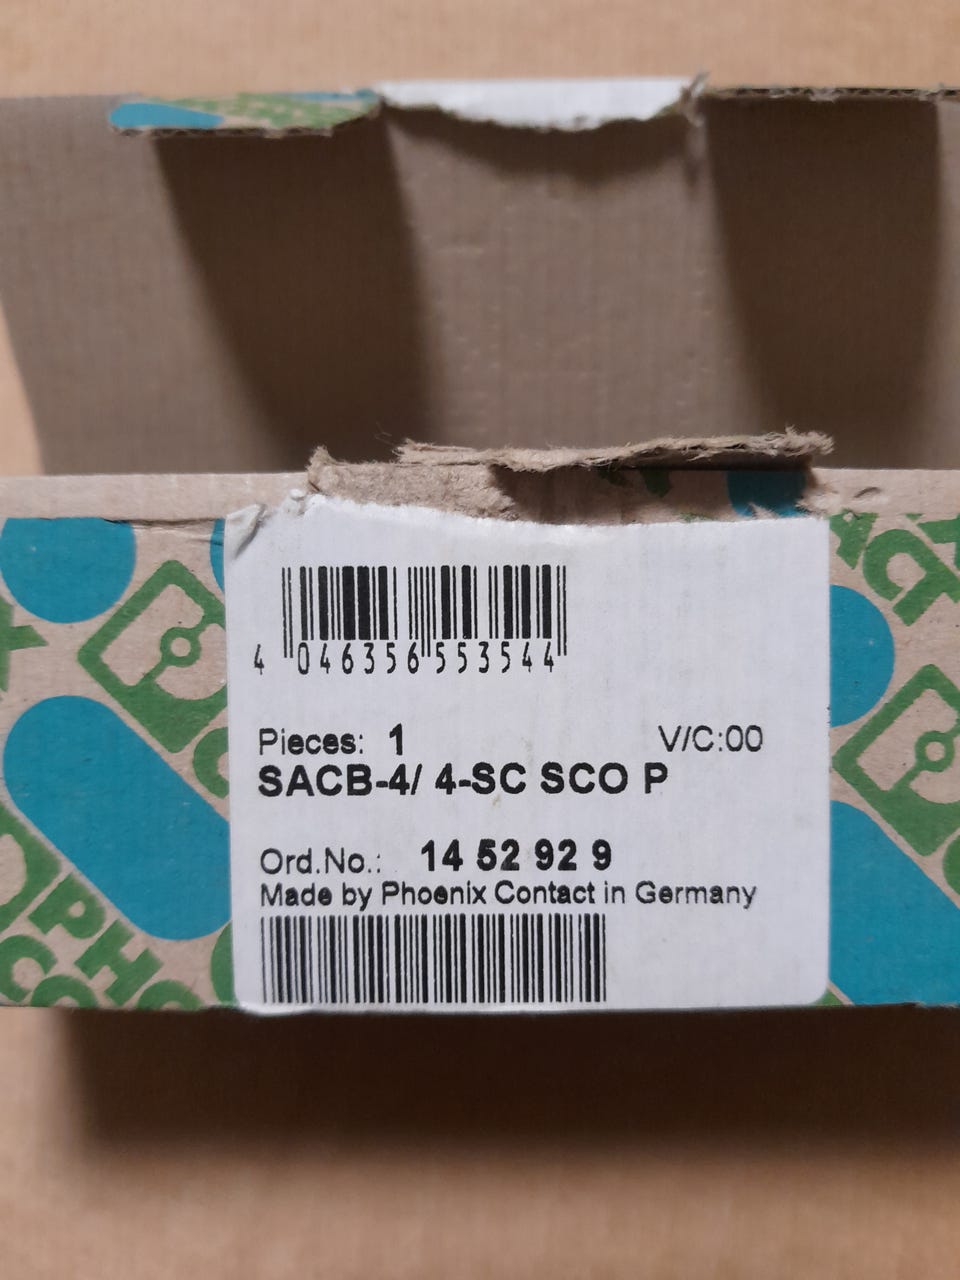 4 046356 553544
Pieces: 1 V/C:00
SACB-4/ 4-SC SCO P
Ord.No.: 14 52 92 9
Made by Phoenix Contact in Germany